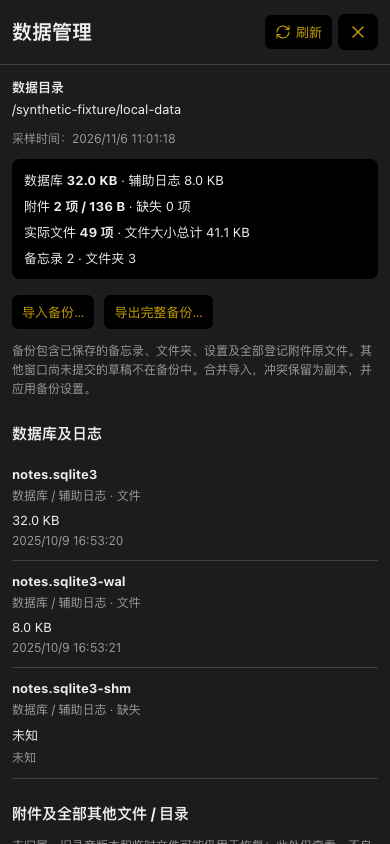 数据管理
刷新
数据目录
/synthetic-fixture/local-data
采样时间：2026/11/6 11:01:18
数据库 32.0 KB · 辅助日志 8.0 KB
附件 2 项 / 136 B · 缺失 0 项
实际文件 49 项 · 文件大小总计 41.1 KB
备忘录 2 · 文件夹 3
导入备份… 导出完整备份…
备份包含已保存的备忘录、文件夹、设置及全部登记附件原文件。其
他窗口尚未提交的草稿不在备份中。合并导入，冲突保留为副本，并
应用备份设置。
数据库及日志
notes.sqlite3
数据库 / 辅助日志 · 文件
32.0 KB
2025/10/9 16:53:20
notes.sqlite3-wal
数据库 / 辅助日志 · 文件
8.0 KB
2025/10/9 16:53:21
notes.sqlite3-shm
数据库 / 辅助日志 · 缺失
未知
未知
附件及全部其他文件 / 目录